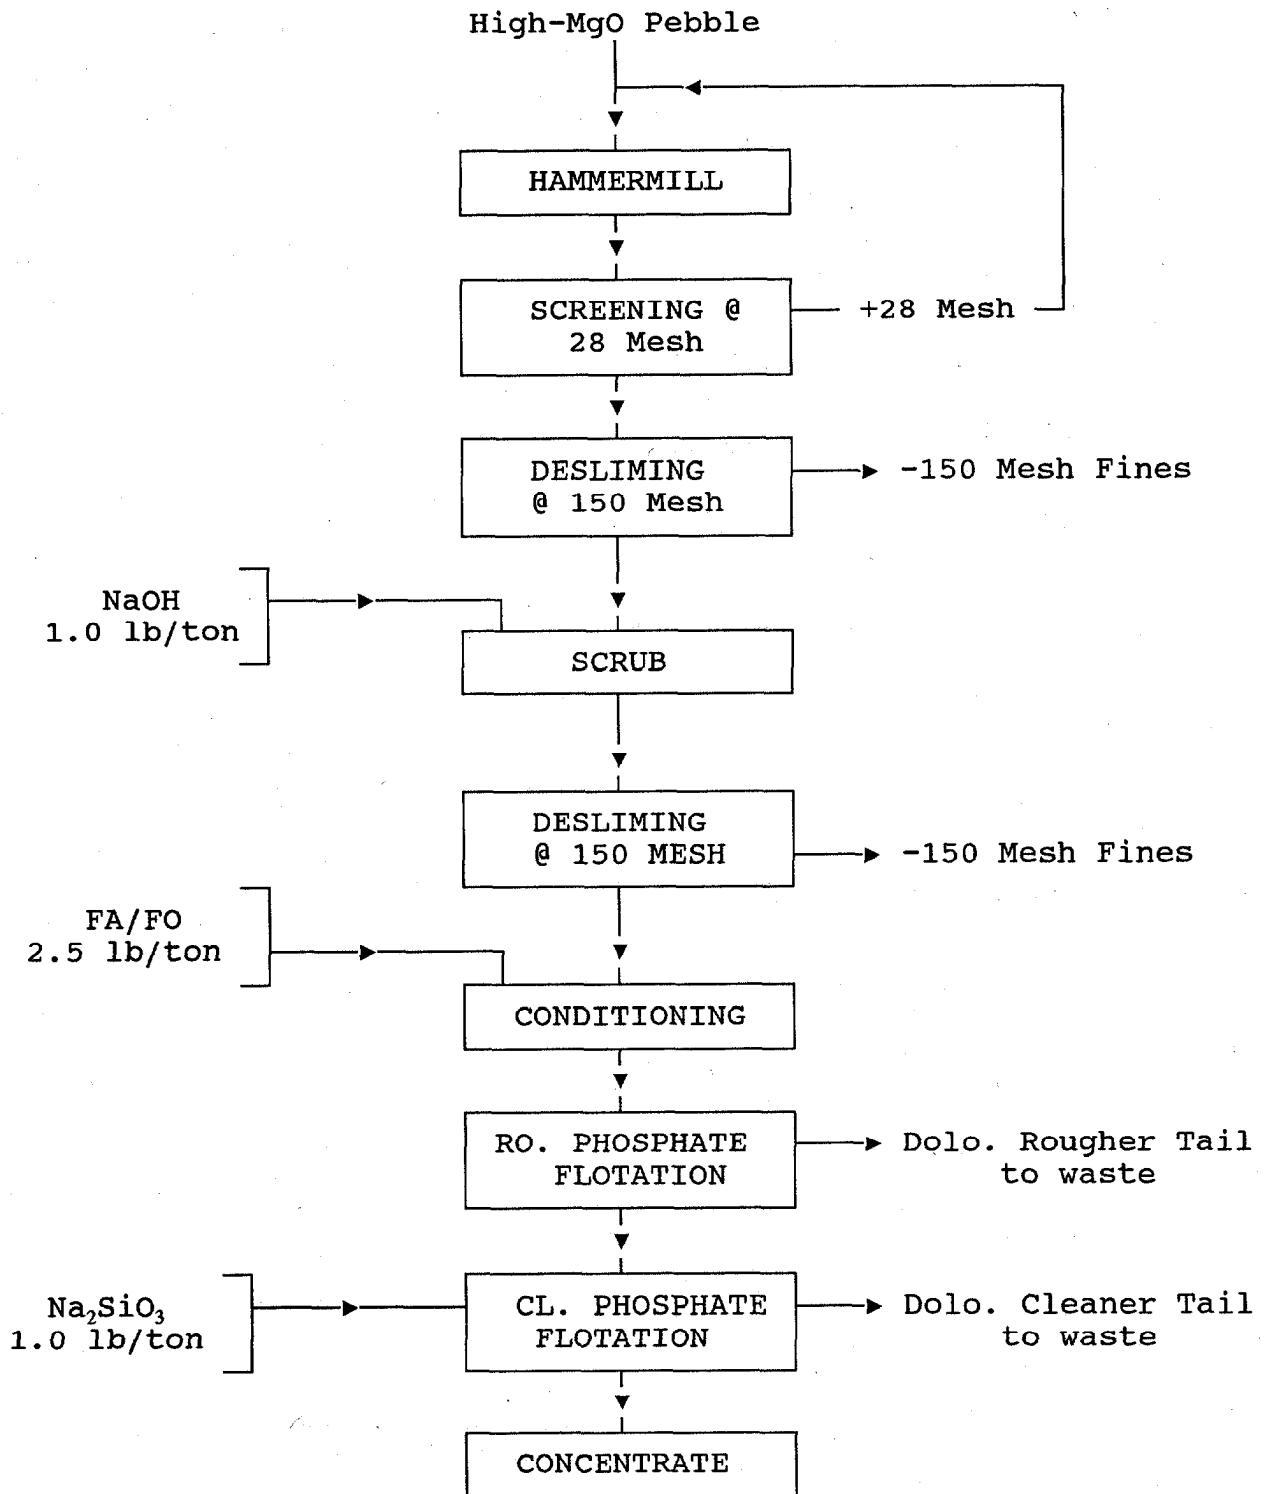 High-MgO Pebble
HAMMERMILL
SCREENING @
28 Mesh
+28 Mesh
DESLIMING
@ 150 Mesh
-150 Mesh Fines
NaOH
1.0 lb/ton
SCRUB
DESLIMING
@ 150 MESH
-150 Mesh Fines
FA/FO
2.5 lb/ton
CONDITIONING
RO. PHOSPHATE
FLOTATION
Dolo. Rougher Tail
to waste
Na₂SiO₃
1.0 lb/ton
CL. PHOSPHATE
FLOTATION
Dolo. Cleaner Tail
to waste
CONCENTRATE